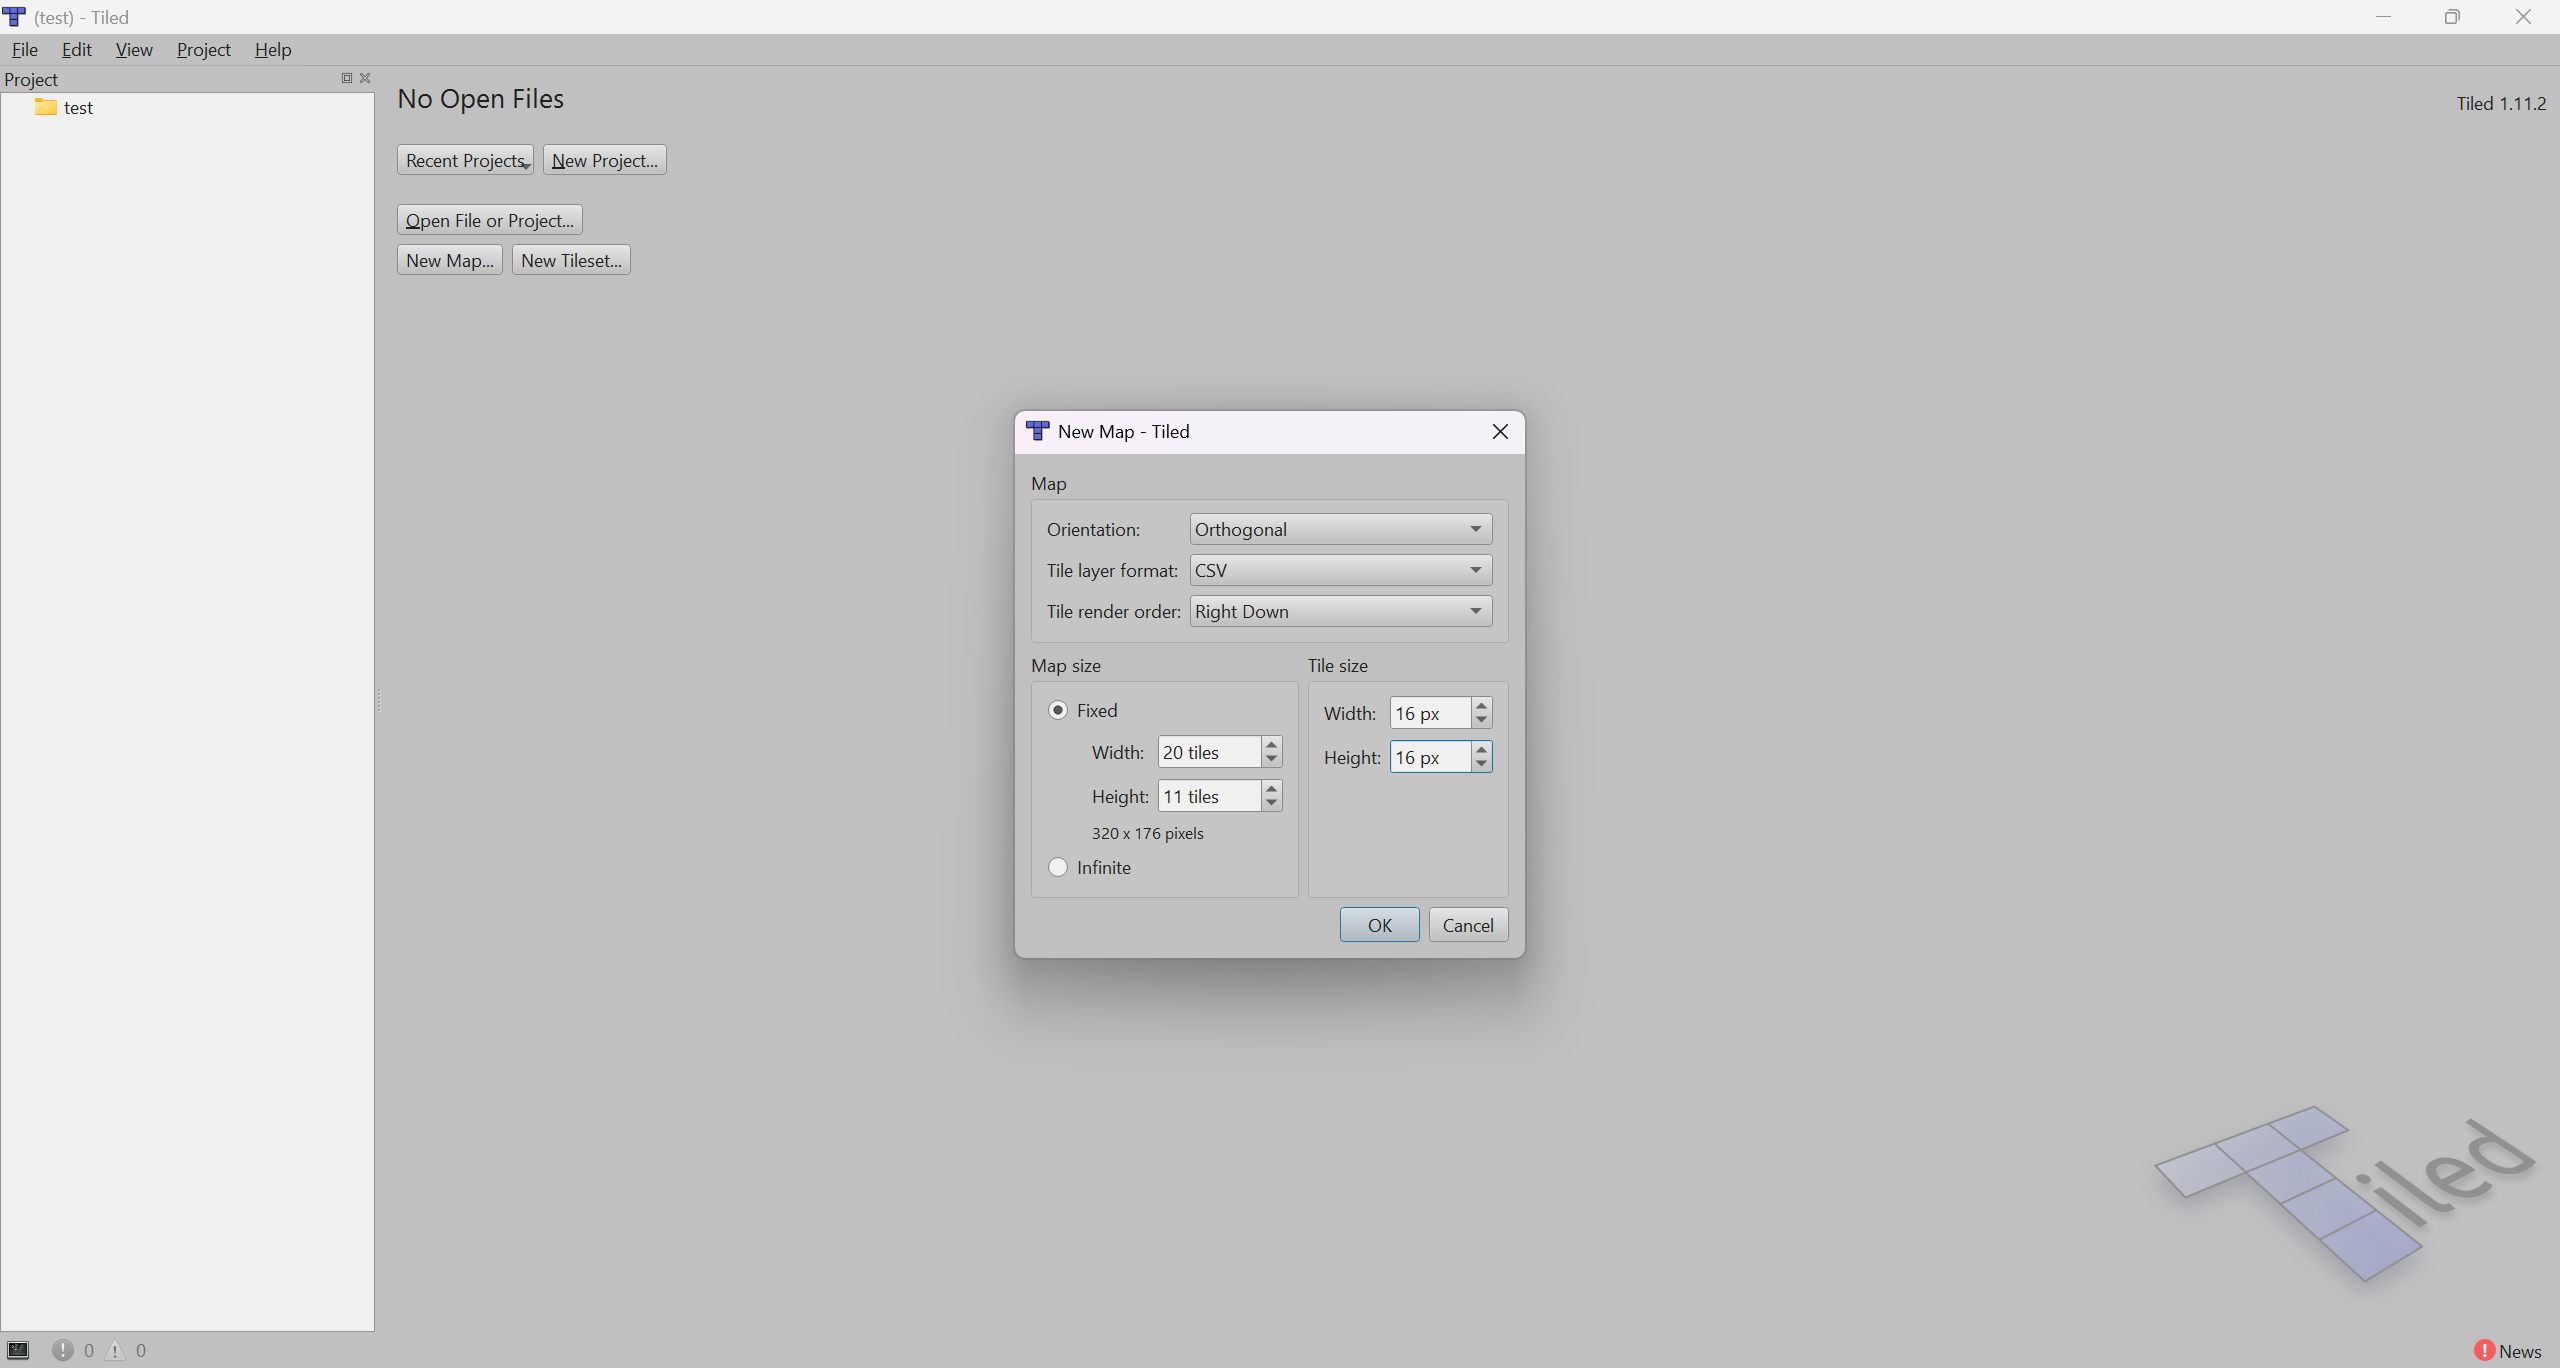 (test) - Tiled
File Edit View Project Help
Project
test
No Open Files
Tiled 1.11.2
Recent Projects New Project...
Open File or Project...
New Map... New Tileset...
New Map - Tiled
Map
Orientation: Orthogonal
Tile layer format: CSV
Tile render order: Right Down
Map size Tile size
Fixed
Width: 20 tiles
Height: 11 tiles
320 x 176 pixels
Infinite
Width: 16 px
Height: 16 px
OK Cancel
Tiled
0 0
News